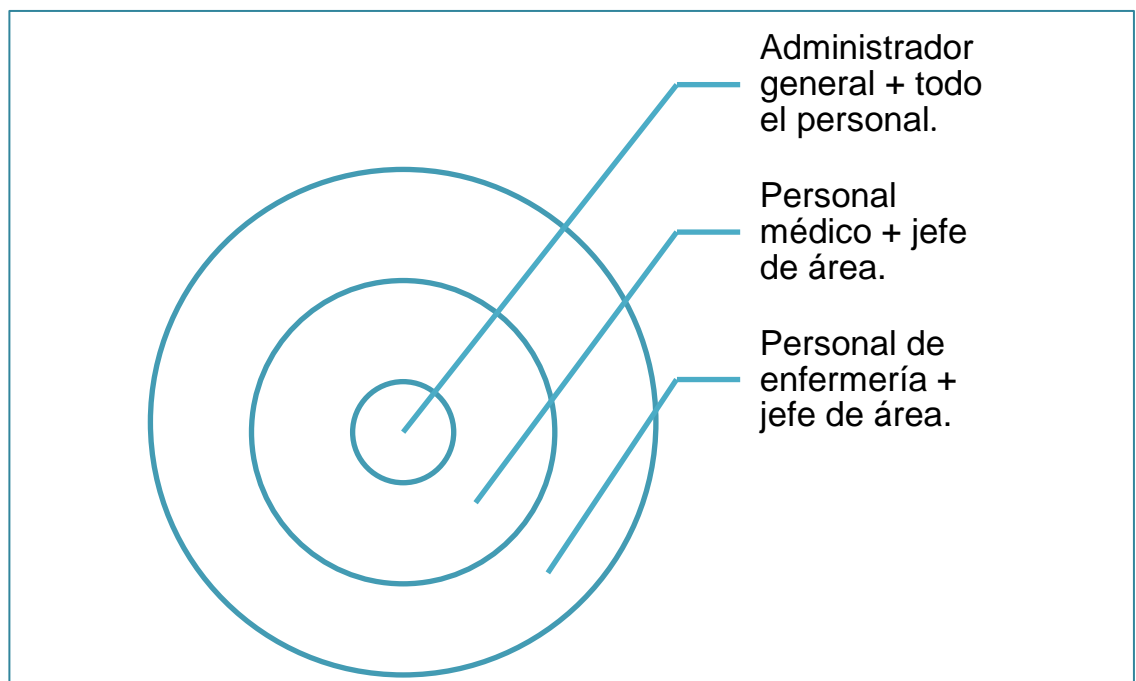 Administrador
general + todo
el personal.
Personal
médico + jefe
de área.
Personal de
enfermería +
jefe de área.